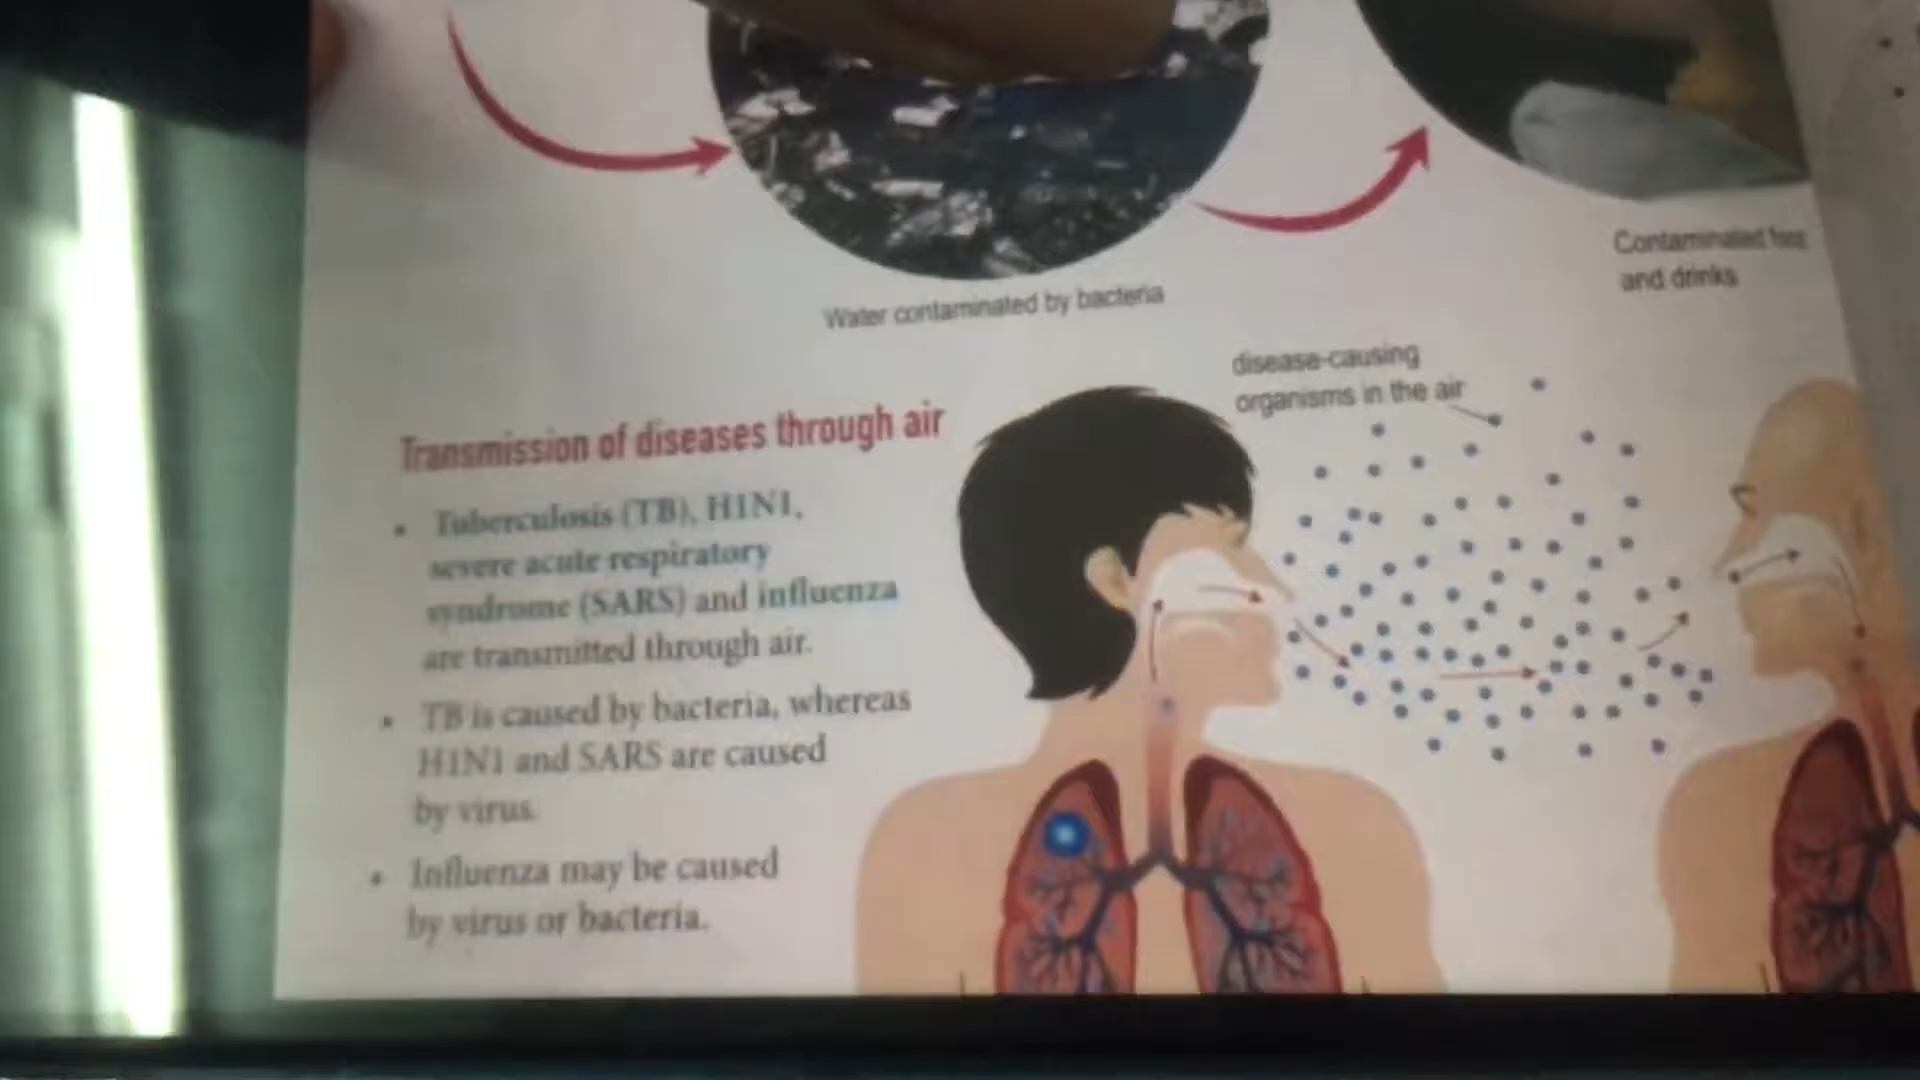 Water contaminated by bacteria
Contaminated foo
and drinks
disease-causing
organisms in the air
Transmission of diseases through air
• Tuberculosis (TB), H1N1,
severe acute respiratory
syndrome (SARS) and influenza
are transmitted through air.
• TB is caused by bacteria, whereas
H1N1 and SARS are caused
by virus.
• Influenza may be caused
by virus or bacteria.